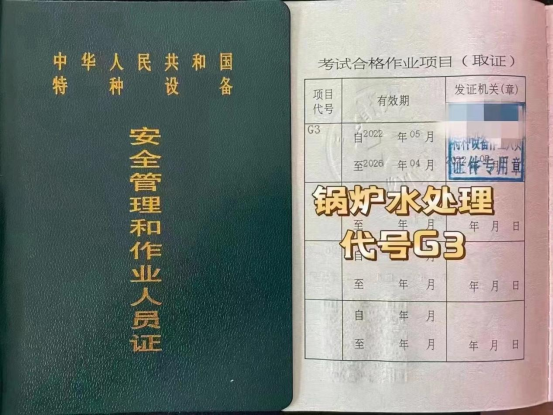 中华人民共和国
特种设备
安全管理和作业人员证
考试合格作业项目（取证）
项目代号 有效期 发证机关(章)
G3 自2022 年05月
至2026 年04月
证件专用章
锅炉水处理
代号G3
年 月 日
自
至 年 月 年 月 日
自 年 月
至 年 月 年 月 日